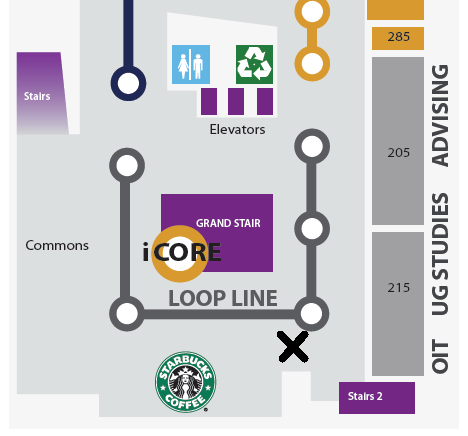 285
Stairs
Elevators
205
ADVISING
GRAND STAIR
Commons
iCORE
UG STUDIES
215
LOOP LINE
OIT
STARBUCKS
COFFEE
Stairs 2